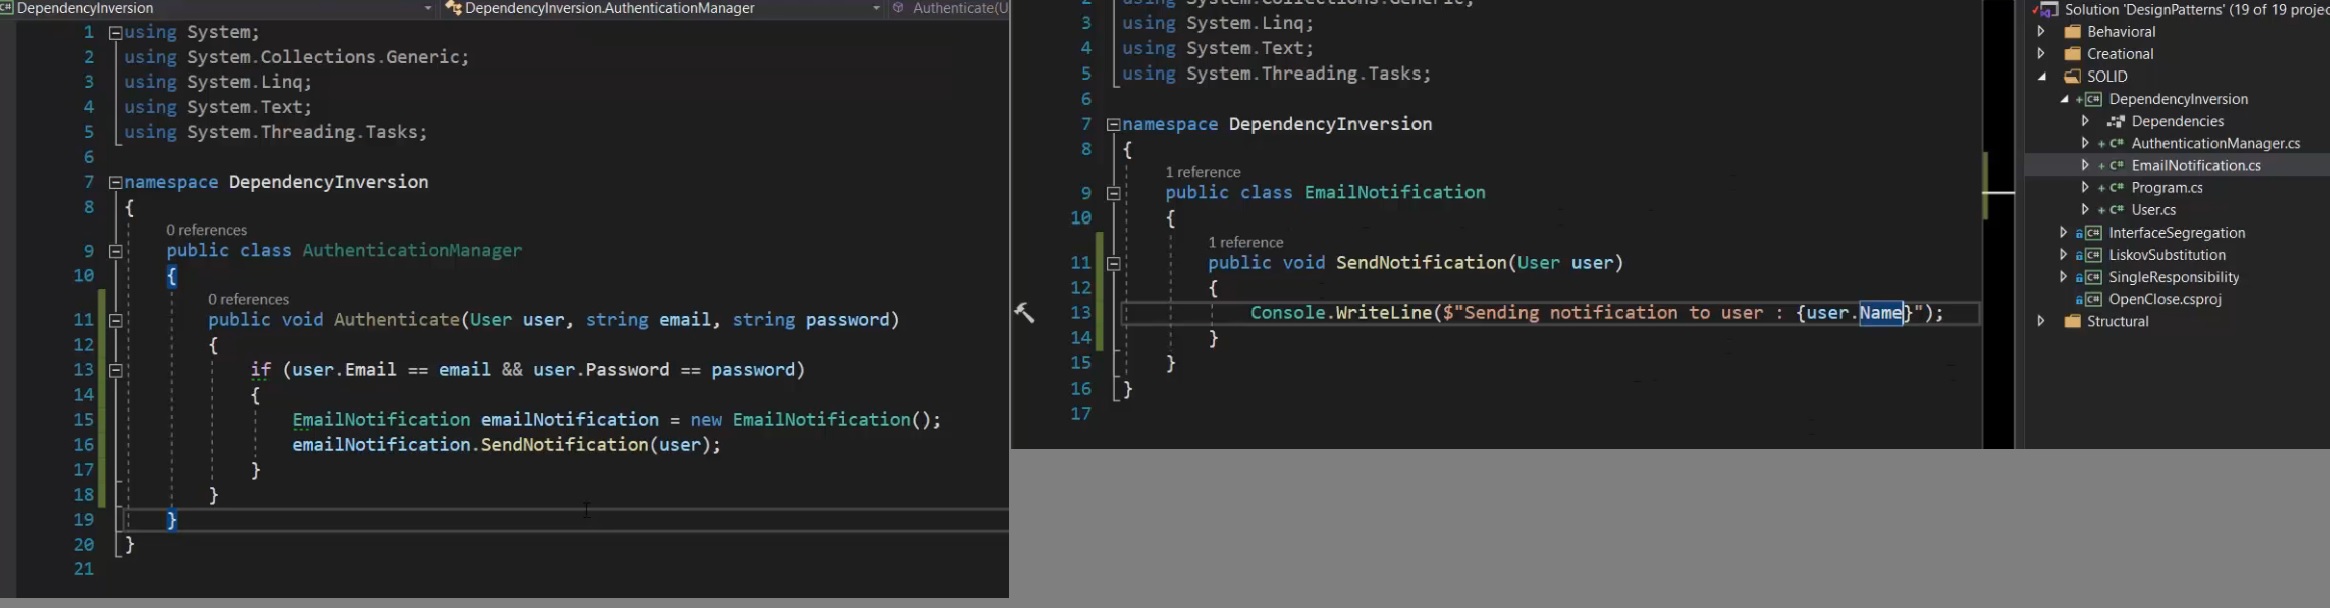 DependencyInversion
DependencyInversion.AuthenticationManager
Authenticate(U
1 using System;
2 using System.Collections.Generic;
3 using System.Linq;
4 using System.Text;
5 using System.Threading.Tasks;
6
7 namespace DependencyInversion
8 {
0 references
9 public class AuthenticationManager
10 {
0 references
11 public void Authenticate(User user, string email, string password)
12 {
13 if (user.Email == email && user.Password == password)
14 {
15 EmailNotification emailNotification = new EmailNotification();
16 emailNotification.SendNotification(user);
17 }
18 }
19 }
20 }
21
2 using System.Collections.Generic;
3 using System.Linq;
4 using System.Text;
5 using System.Threading.Tasks;
6
7 namespace DependencyInversion
8 {
1 reference
9 public class EmailNotification
10 {
1 reference
11 public void SendNotification(User user)
12 {
13 Console.WriteLine($"Sending notification to user : {user.Name}");
14 }
15 }
16 }
17
Solution 'DesignPatterns' (19 of 19 projec
Behavioral
Creational
SOLID
DependencyInversion
Dependencies
AuthenticationManager.cs
EmailNotification.cs
Program.cs
User.cs
InterfaceSegregation
LiskovSubstitution
SingleResponsibility
OpenClose.csproj
Structural